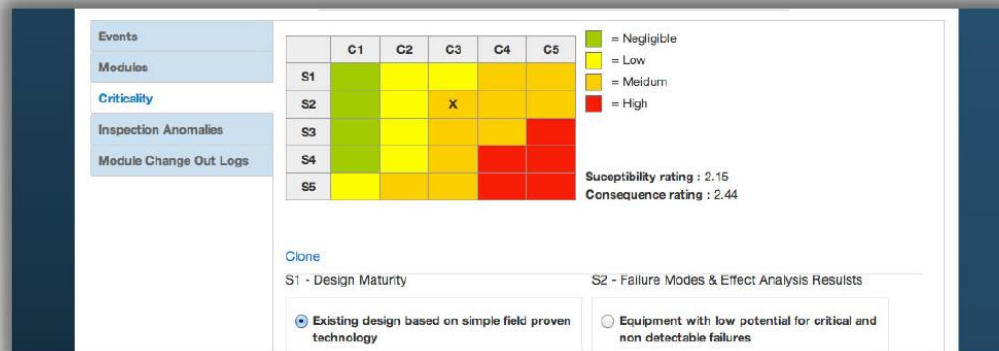 Events
Modules
Criticality
Inspection Anomalies
Module Change Out Logs
C1 C2 C3 C4 C5
S1
S2 X
S3
S4
S5
= Negligible
= Low
= Meidum
= High
Suceptibility rating : 2.15
Consequence rating : 2.44
Clone
S1 - Design Maturity
Existing design based on simple field proven
technology
S2 - Failure Modes & Effect Analysis Resulsts
Equipment with low potential for critical and
non detectable failures